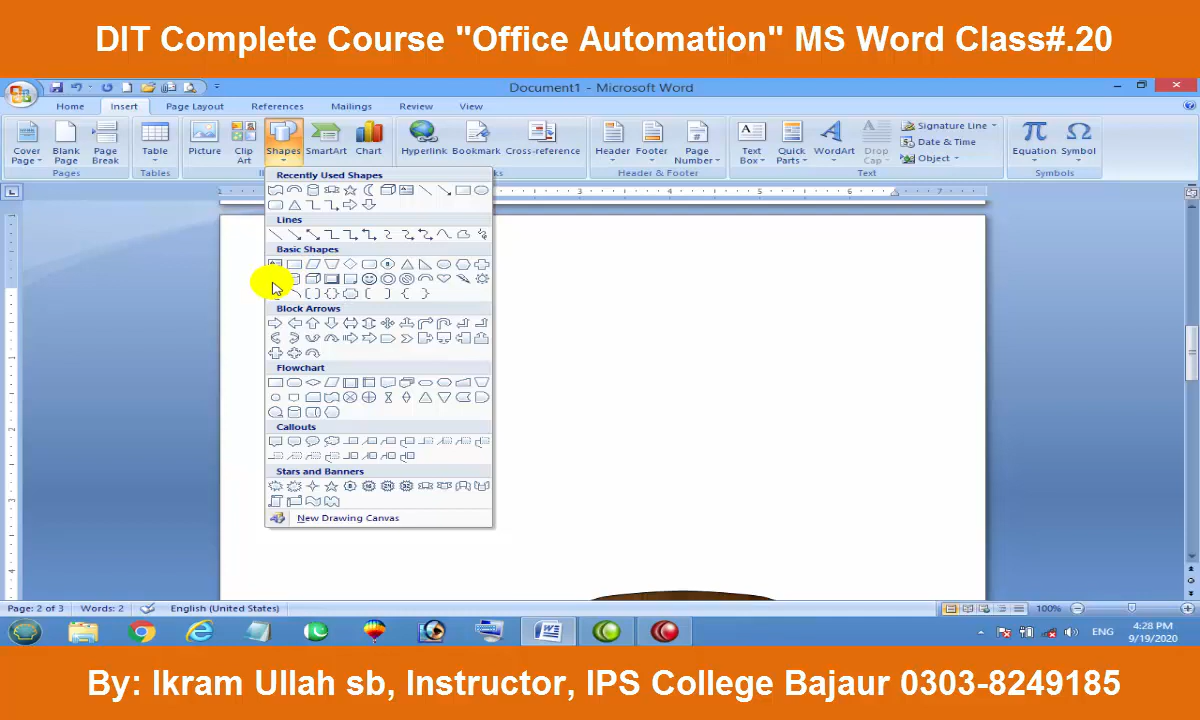 DIT Complete Course "Office Automation" MS Word Class#.20
Document1 - Microsoft Word
Home Insert Page Layout References Mailings Review View
Cover Page Blank Page Page Break Table Picture Clip Art Shapes SmartArt Chart Hyperlink Bookmark Cross-reference Header Footer Page Number Text Box Quick Parts WordArt Drop Cap Signature Line Date & Time Object Equation Symbol
Pages Tables ks Header & Footer Text Symbols
Recently Used Shapes
Lines
Basic Shapes
Block Arrows
Flowchart
Callouts
Stars and Banners
New Drawing Canvas
Page: 2 of 3 Words: 2 English (United States) 100%
ENG 4:28 PM
9/19/2020
By: Ikram Ullah sb, Instructor, IPS College Bajaur 0303-8249185